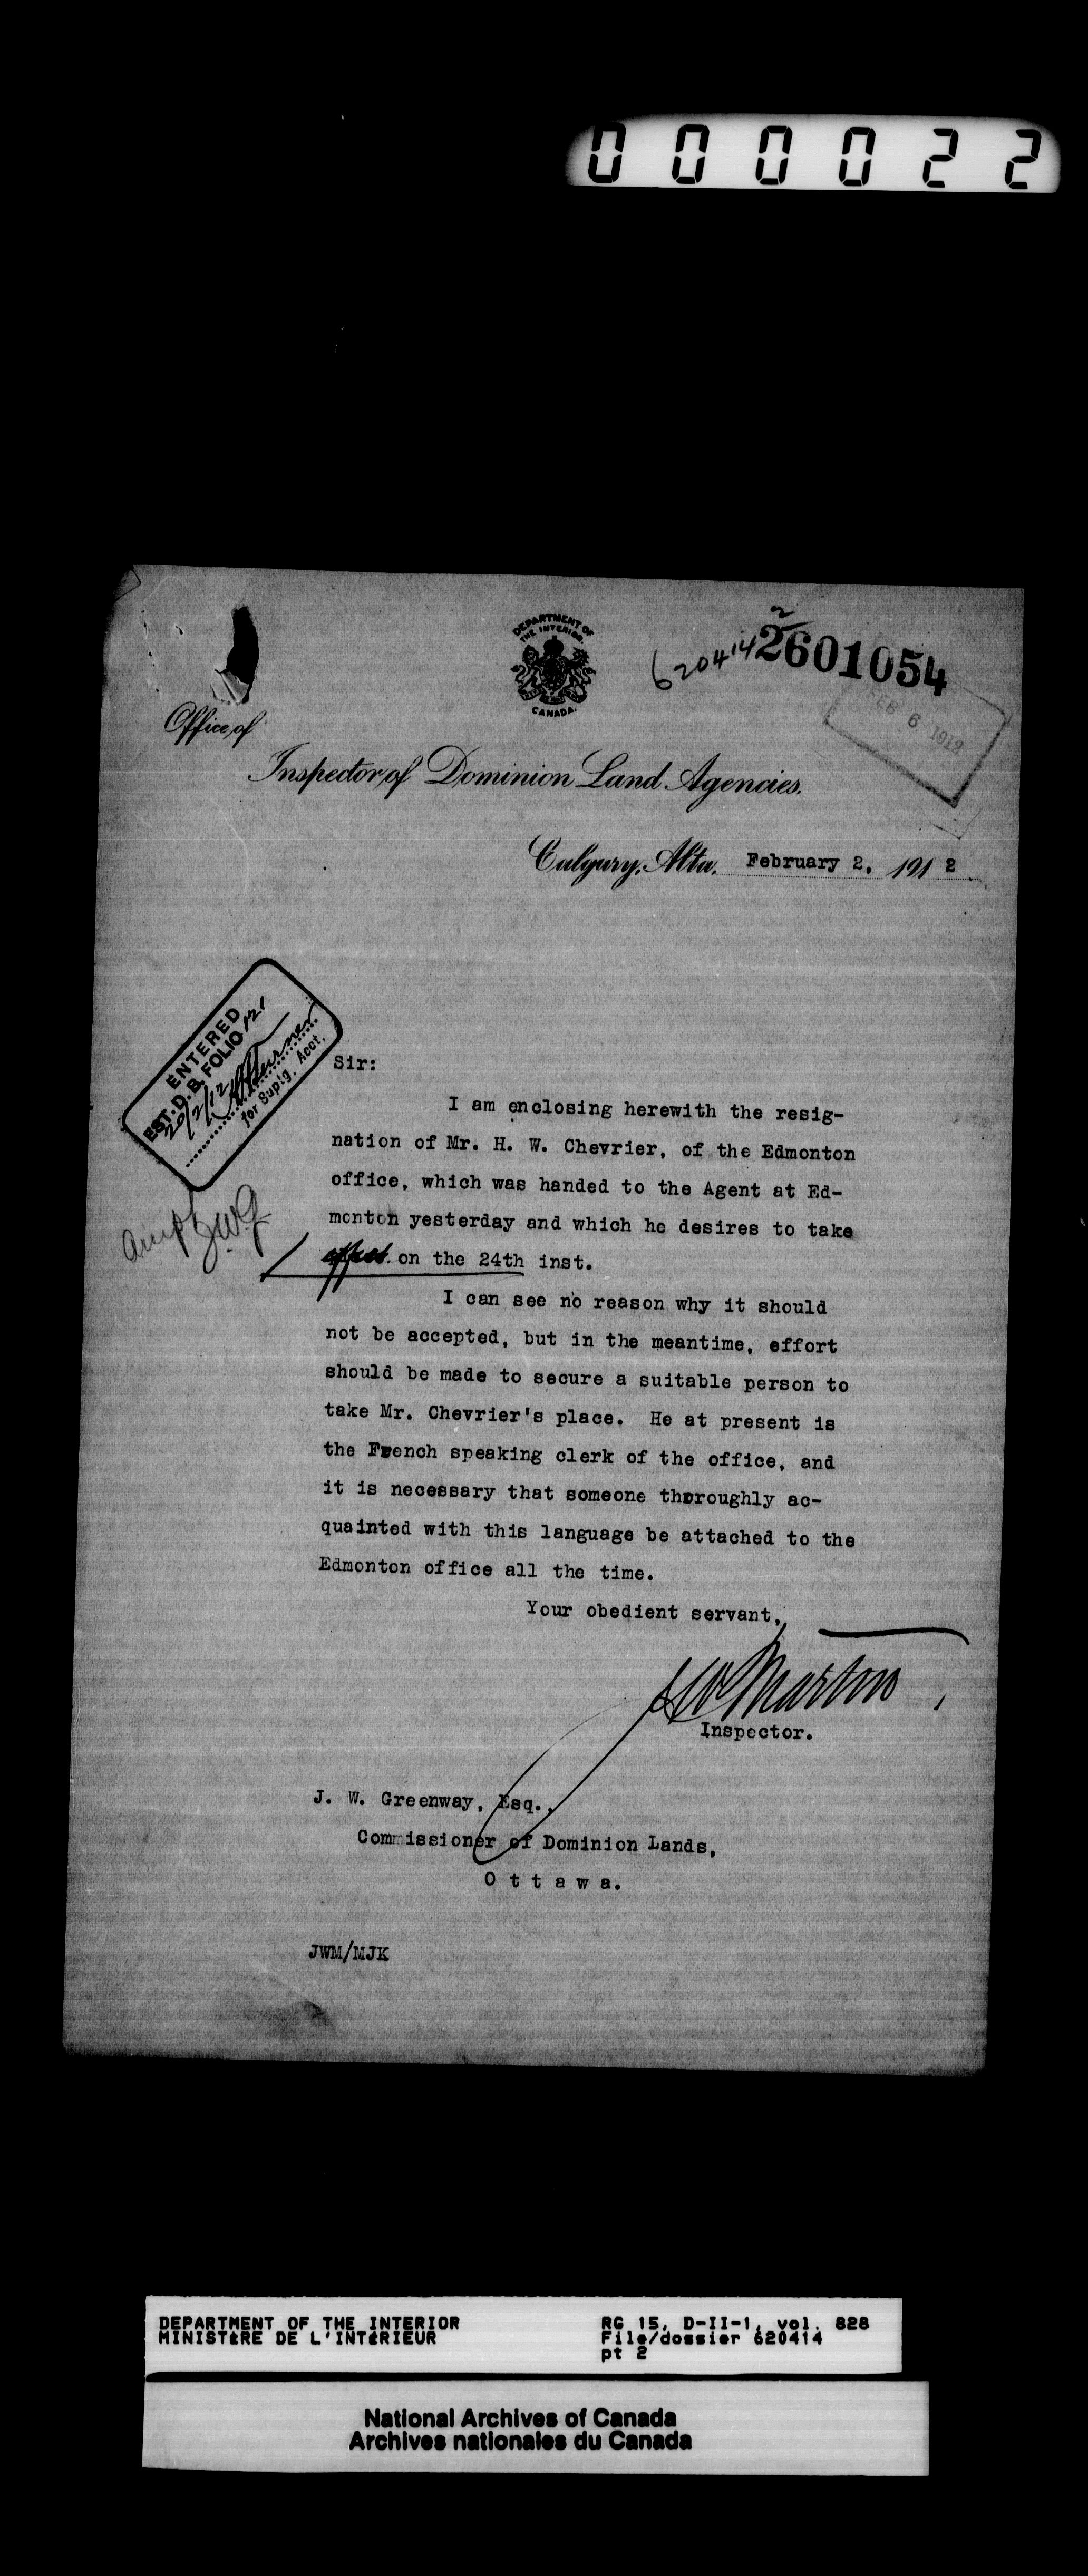 000022
DEPARTMENT OF
THE INTERIOR.
CANADA.
2
620414
2601054
FEB 6 1912
Office of
Inspector of Dominion Land Agencies.
Calgary, Alta. February 2, 1912
ENTERED
EST. D. B. FOLIO 121
20/2/12
for Suplg. Acct.
Sir:
I am enclosing herewith the resig-
nation of Mr. H. W. Chevrier, of the Edmonton
office, which was handed to the Agent at Ed-
monton yesterday and which he desires to take
effect on the 24th inst.
I can see no reason why it should
not be accepted, but in the meantime, effort
should be made to secure a suitable person to
take Mr. Chevrier's place. He at present is
the French speaking clerk of the office, and
it is necessary that someone thoroughly ac-
quainted with this language be attached to the
Edmonton office all the time.
Your obedient servant,
JW Martin
Inspector.
J. W. Greenway, Esq.,
Commissioner of Dominion Lands,
O t t a w a.
JWM/MJK
DEPARTMENT OF THE INTERIOR
MINISTÈRE DE L'INTÉRIEUR
RG 15, D-II-1, vol. 828
File/dossier 620414
pt 2
National Archives of Canada
Archives nationales du Canada